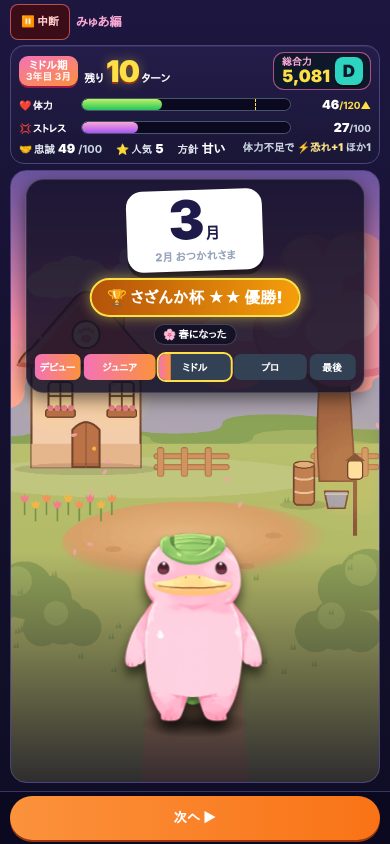 中断 みゅあ編
ミドル期
3年目 3月
残り 10 ターン
総合力
5,081 D
体力 46/120▲
ストレス 27/100
忠誠 49 /100 人気 5 方針 甘い 体力不足で ⚡恐れ+1 ほか1
3月
2月 おつかれさま
🏆 さざんか杯 ★★ 優勝!
🌸 春になった
デビュー ジュニア ミドル プロ 最後
次へ ▶